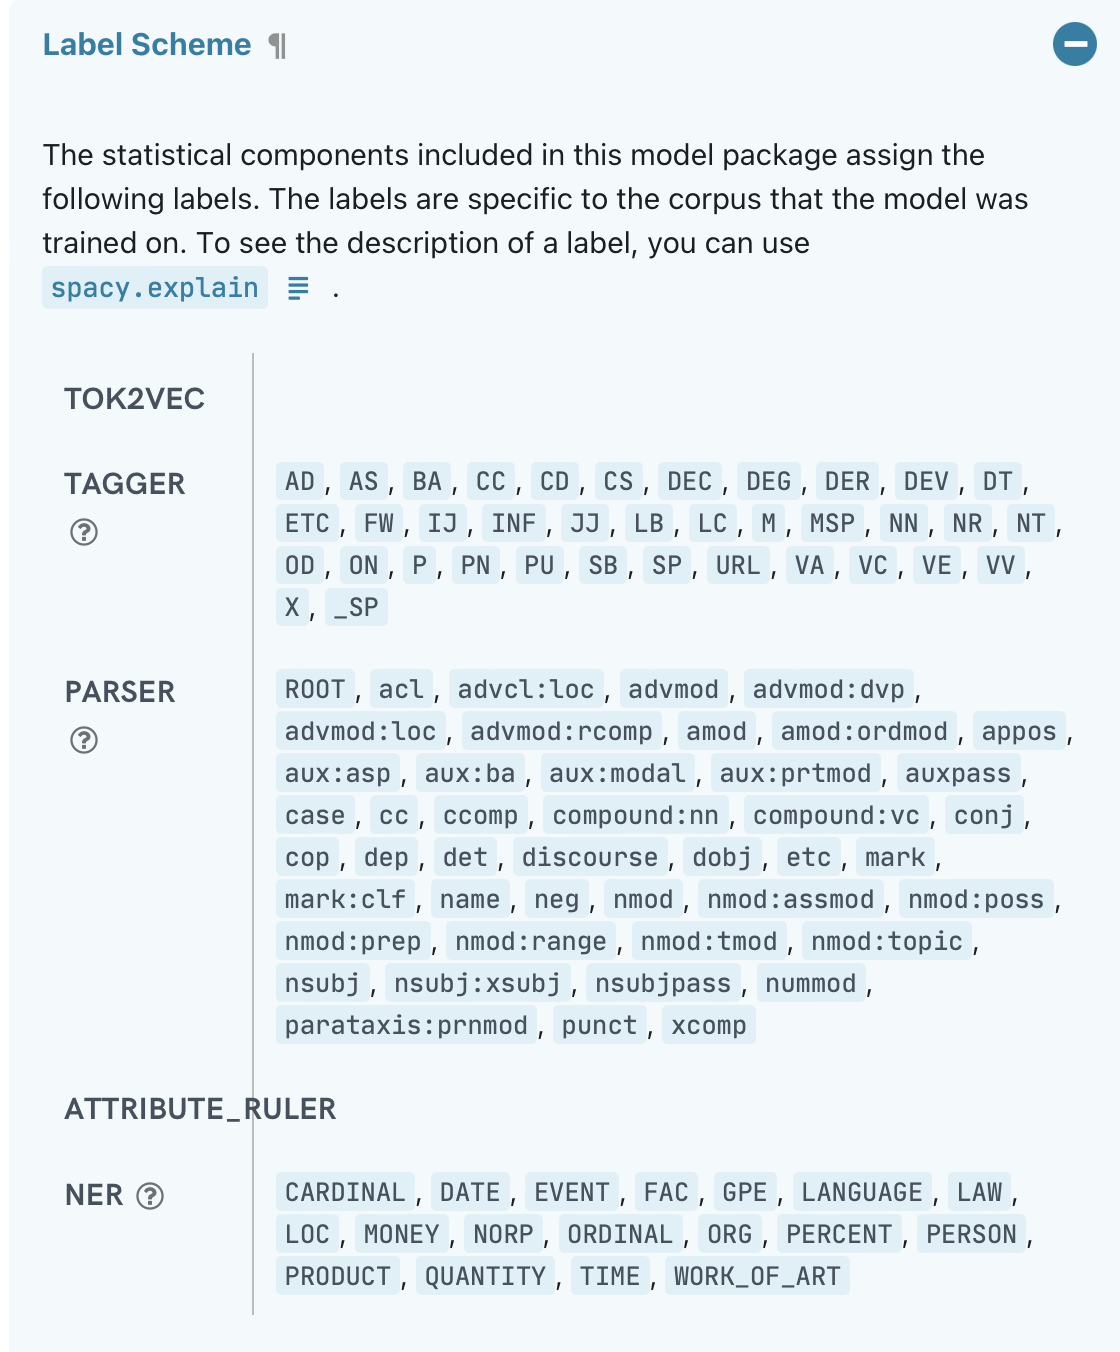 Label Scheme ¶
The statistical components included in this model package assign the
following labels. The labels are specific to the corpus that the model was
trained on. To see the description of a label, you can use
spacy.explain .
TOK2VEC
TAGGER
?
AD, AS, BA, CC, CD, CS, DEC, DEG, DER, DEV, DT,
ETC, FW, IJ, INF, JJ, LB, LC, M, MSP, NN, NR, NT,
OD, ON, P, PN, PU, SB, SP, URL, VA, VC, VE, VV,
X, _SP
PARSER
?
ROOT, acl, advcl:loc, advmod, advmod:dvp,
advmod:loc, advmod:rcomp, amod, amod:ordmod, appos,
aux:asp, aux:ba, aux:modal, aux:prtmod, auxpass,
case, cc, ccomp, compound:nn, compound:vc, conj,
cop, dep, det, discourse, dobj, etc, mark,
mark:clf, name, neg, nmod, nmod:assmod, nmod:poss,
nmod:prep, nmod:range, nmod:tmod, nmod:topic,
nsubj, nsubj:xsubj, nsubjpass, nummod,
parataxis:prnmod, punct, xcomp
ATTRIBUTE_RULER
NER ?
CARDINAL, DATE, EVENT, FAC, GPE, LANGUAGE, LAW,
LOC, MONEY, NORP, ORDINAL, ORG, PERCENT, PERSON,
PRODUCT, QUANTITY, TIME, WORK_OF_ART